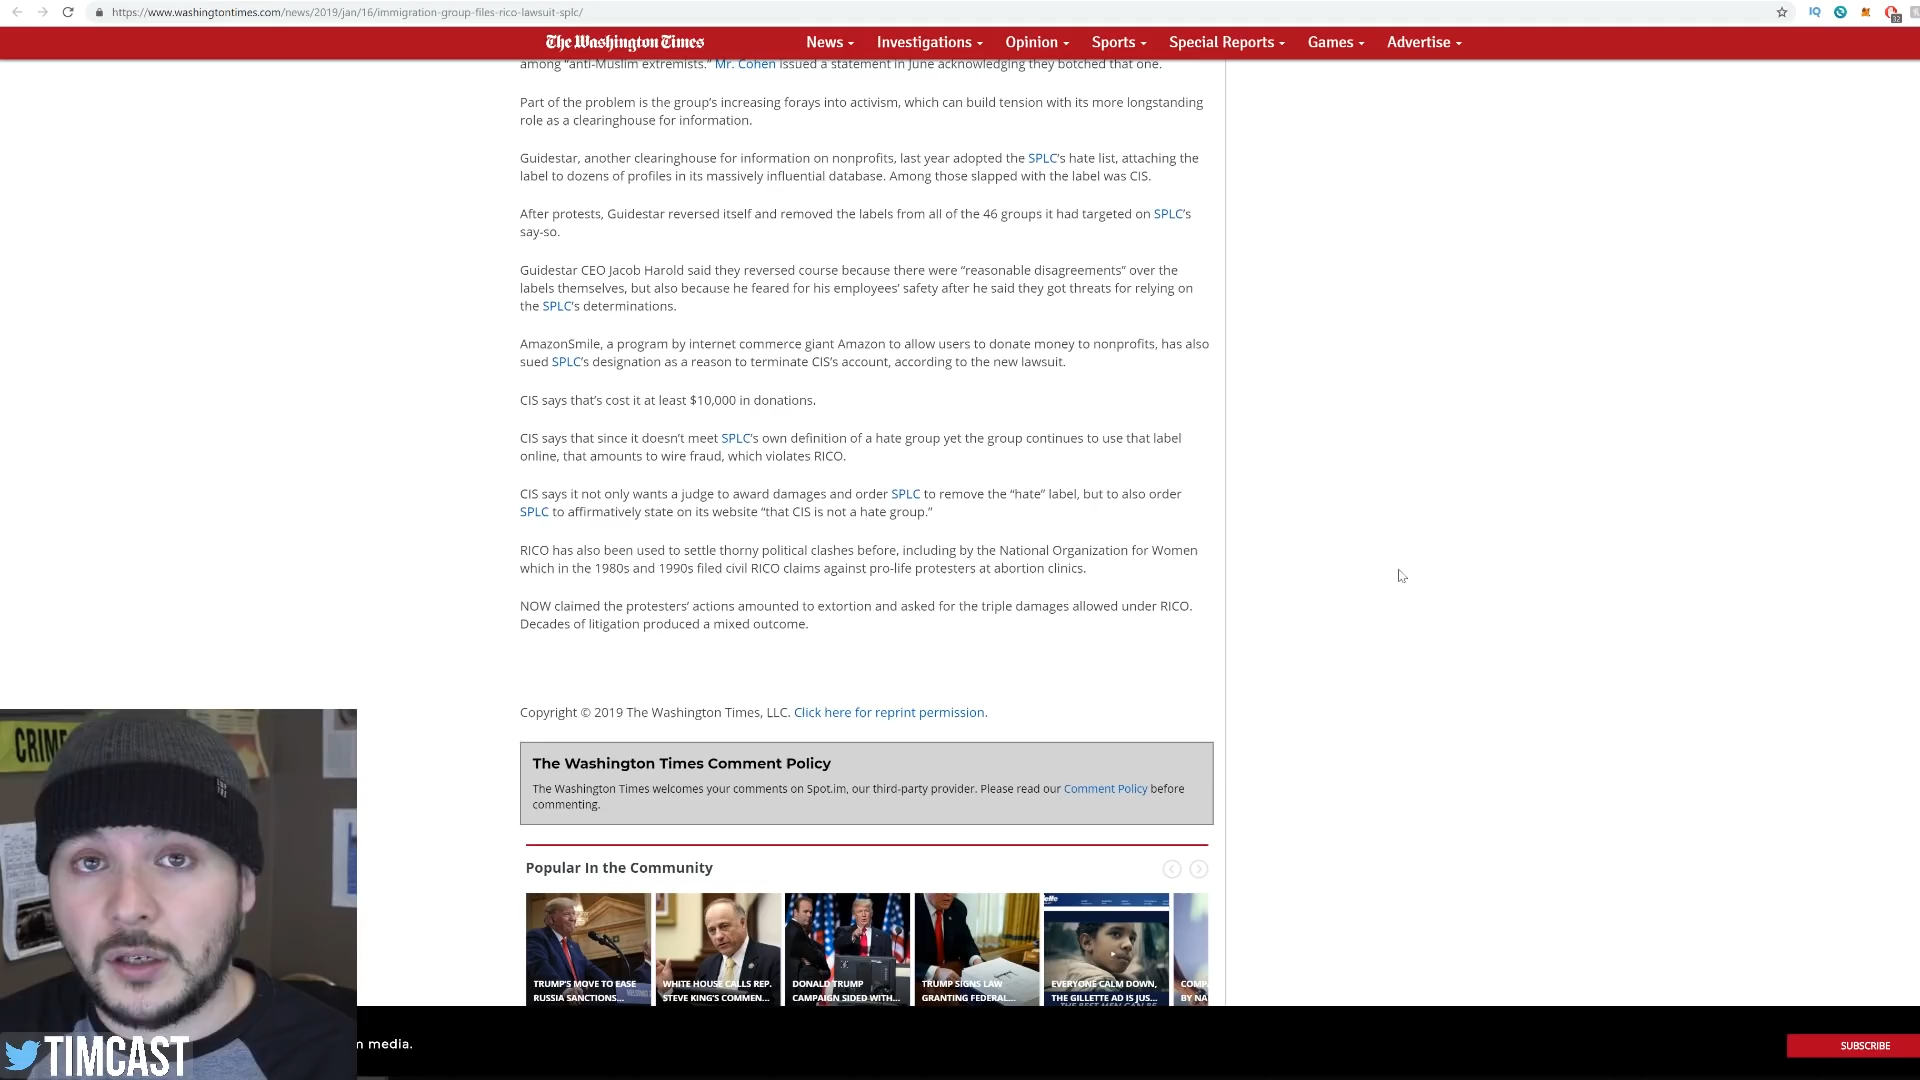 https://www.washingtontimes.com/news/2019/jan/16/immigration-group-files-rico-lawsuit-splc/
IQ
32
The Washington Times
News
Investigations
Opinion
Sports
Special Reports
Games
Advertise
among “anti-Muslim extremists.” Mr. Cohen issued a statement in June acknowledging they botched that one.
Part of the problem is the group’s increasing forays into activism, which can build tension with its more longstanding
role as a clearinghouse for information.
Guidestar, another clearinghouse for information on nonprofits, last year adopted the SPLC’s hate list, attaching the
label to dozens of profiles in its massively influential database. Among those slapped with the label was CIS.
After protests, Guidestar reversed itself and removed the labels from all of the 46 groups it had targeted on SPLC’s
say-so.
Guidestar CEO Jacob Harold said they reversed course because there were “reasonable disagreements” over the
labels themselves, but also because he feared for his employees’ safety after he said they got threats for relying on
the SPLC’s determinations.
AmazonSmile, a program by internet commerce giant Amazon to allow users to donate money to nonprofits, has also
sued SPLC’s designation as a reason to terminate CIS’s account, according to the new lawsuit.
CIS says that’s cost it at least $10,000 in donations.
CIS says that since it doesn’t meet SPLC’s own definition of a hate group yet the group continues to use that label
online, that amounts to wire fraud, which violates RICO.
CIS says it not only wants a judge to award damages and order SPLC to remove the “hate” label, but to also order
SPLC to affirmatively state on its website “that CIS is not a hate group.”
RICO has also been used to settle thorny political clashes before, including by the National Organization for Women
which in the 1980s and 1990s filed civil RICO claims against pro-life protesters at abortion clinics.
NOW claimed the protesters’ actions amounted to extortion and asked for the triple damages allowed under RICO.
Decades of litigation produced a mixed outcome.
Copyright © 2019 The Washington Times, LLC. Click here for reprint permission.
The Washington Times Comment Policy
The Washington Times welcomes your comments on Spot.im, our third-party provider. Please read our Comment Policy before
commenting.
Popular In the Community
TRUMP'S MOVE TO EASE
RUSSIA SANCTIONS...
WHITE HOUSE CALLS REP.
STEVE KING'S COMMEN...
DONALD TRUMP
CAMPAIGN SIDED WITH...
TRUMP SIGNS LAW
GRANTING FEDERAL...
EVERYONE CALM DOWN,
THE GILLETTE AD IS JUS...
COMP
BY NA
CRIME
n media.
SUBSCRIBE
TIMCAST